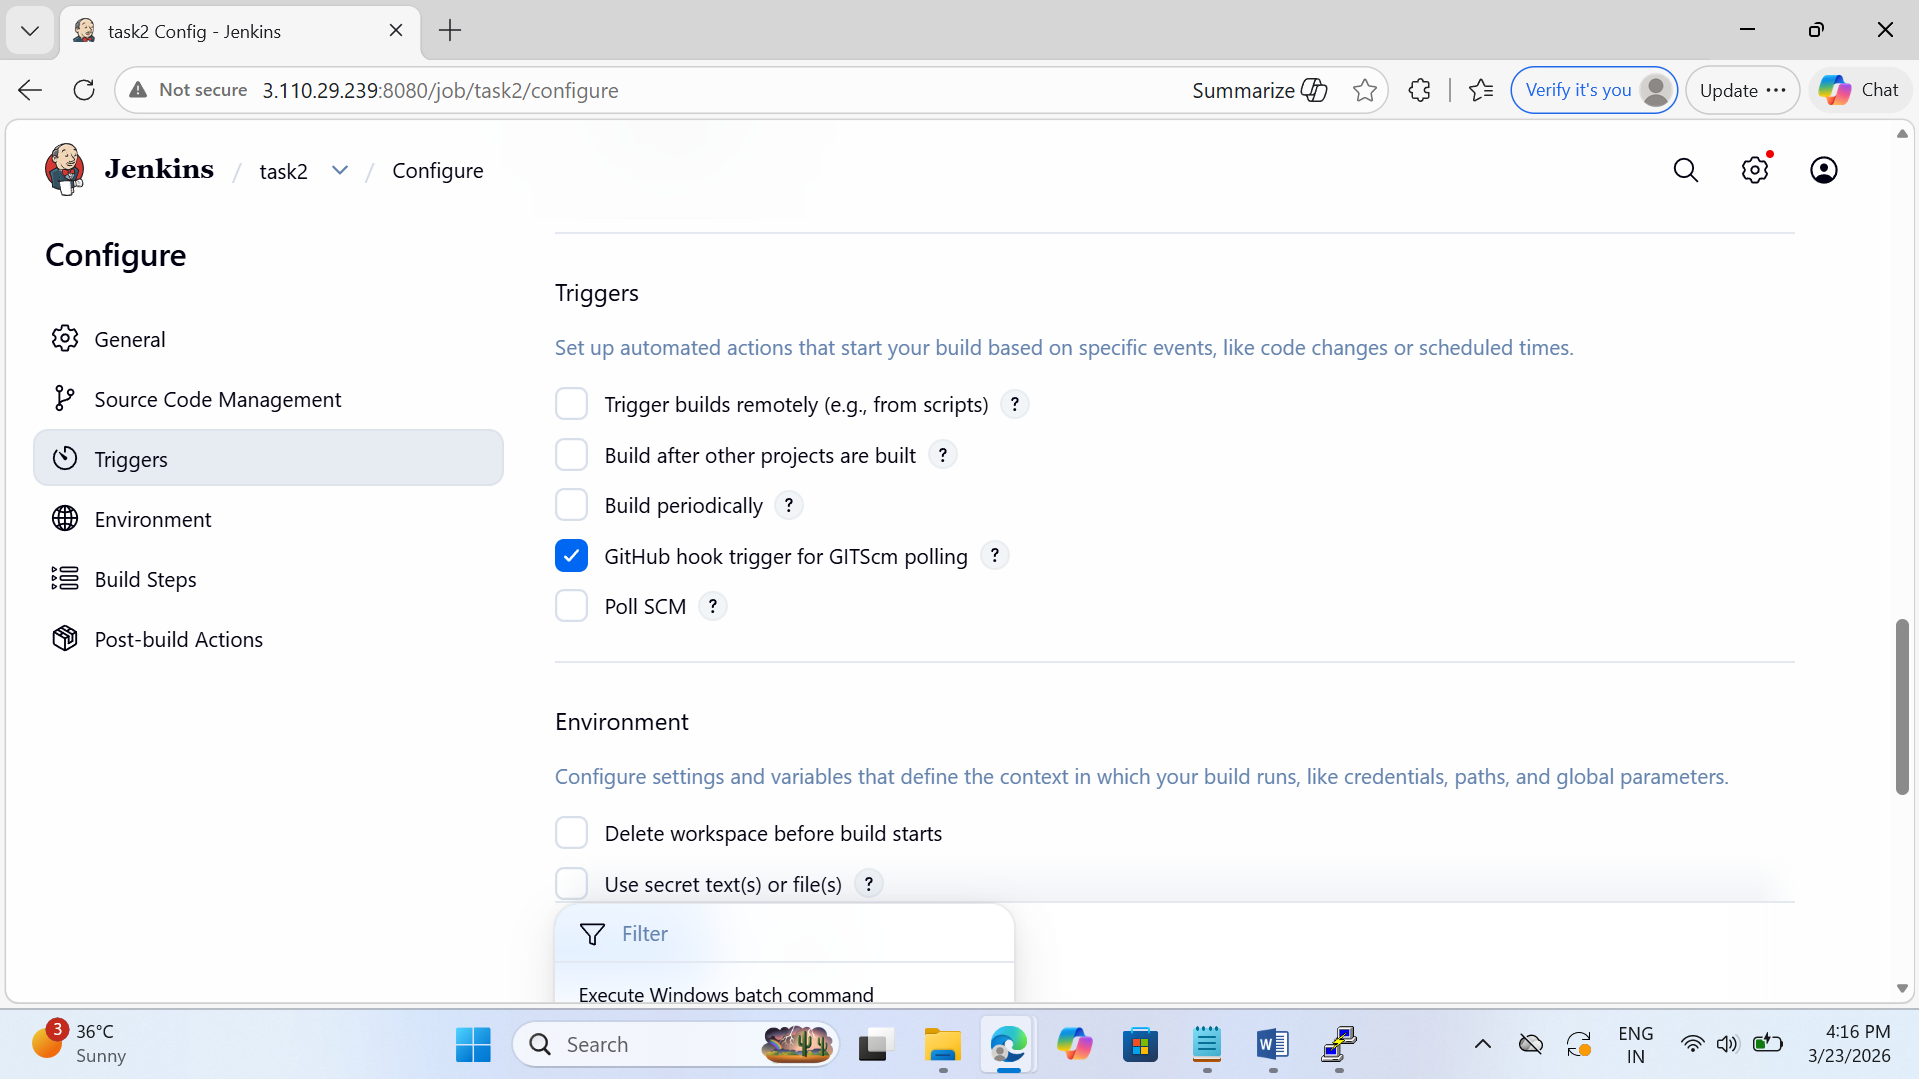 task2 Config - Jenkins
Not secure 3.110.29.239:8080/job/task2/configure
Summarize
Verify it's you
Update
Chat
Jenkins / task2 / Configure
Configure
General
Source Code Management
Triggers
Environment
Build Steps
Post-build Actions
Triggers
Set up automated actions that start your build based on specific events, like code changes or scheduled times.
Trigger builds remotely (e.g., from scripts) ?
Build after other projects are built ?
Build periodically ?
GitHub hook trigger for GITScm polling ?
Poll SCM ?
Environment
Configure settings and variables that define the context in which your build runs, like credentials, paths, and global parameters.
Delete workspace before build starts
Use secret text(s) or file(s) ?
Filter
Execute Windows batch command
3
36°C
Sunny
Search
ENG
IN
4:16 PM
3/23/2026